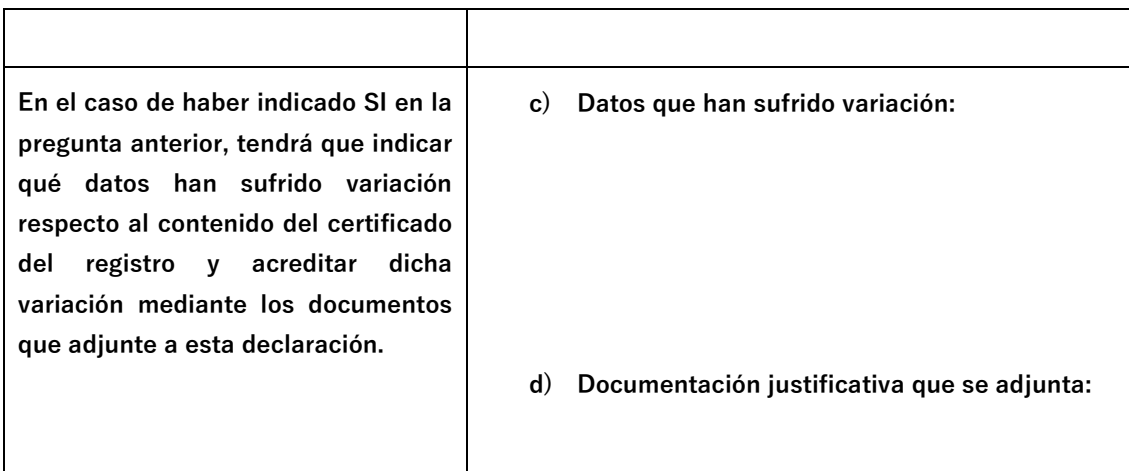 En el caso de haber indicado SI en la
pregunta anterior, tendrá que indicar
qué datos han sufrido variación
respecto al contenido del certificado
del registro y acreditar dicha
variación mediante los documentos
que adjunte a esta declaración.
c) Datos que han sufrido variación:
d) Documentación justificativa que se adjunta: